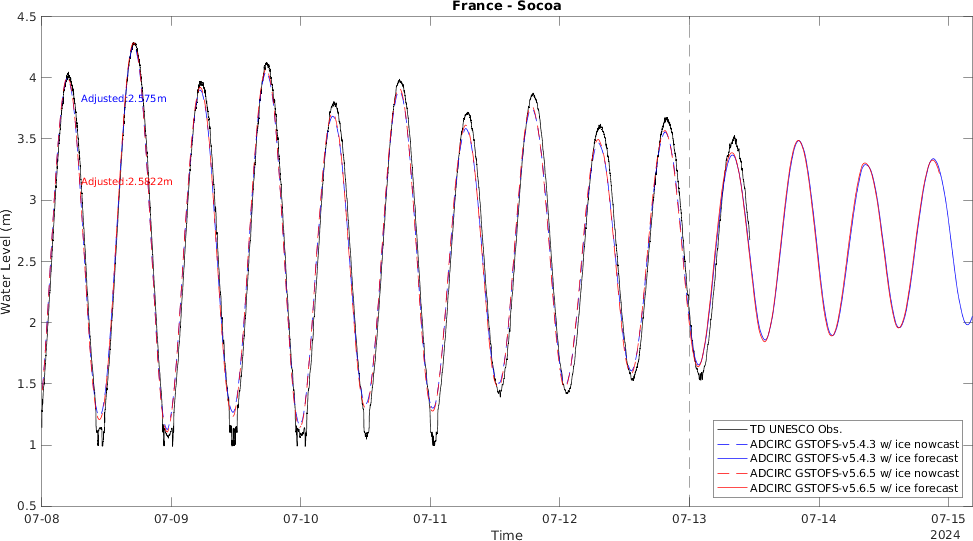 France - Socoa
4.5
4
3.5
3
2.5
2
1.5
1
0.5
Water Level (m)
Adjusted:2.575m
Adjusted:2.5822m
TD UNESCO Obs.
ADCIRC GSTOFS-v5.4.3 w/ ice nowcast
ADCIRC GSTOFS-v5.4.3 w/ ice forecast
ADCIRC GSTOFS-v5.6.5 w/ ice nowcast
ADCIRC GSTOFS-v5.6.5 w/ ice forecast
07-08 07-09 07-10 07-11 07-12 07-13 07-14 07-15
Time
2024